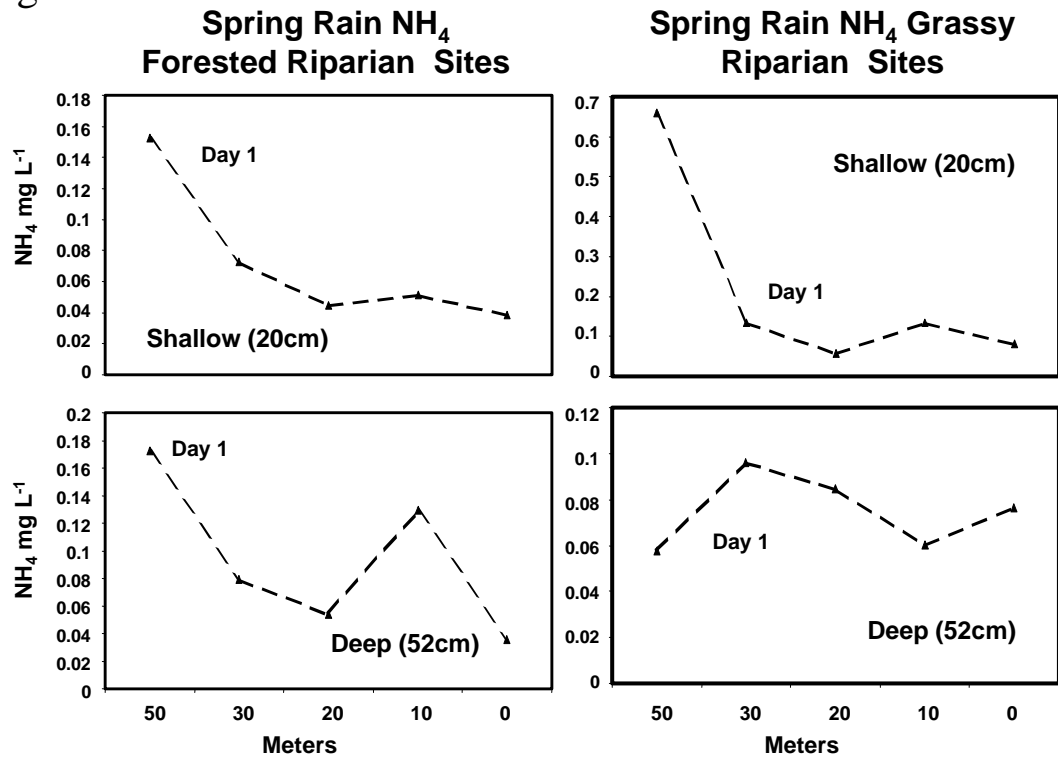 Spring Rain NH4
Forested Riparian Sites
Spring Rain NH4 Grassy
Riparian Sites
NH4 mg L-1
0.18
0.16
0.14
0.12
0.1
0.08
0.06
0.04
0.02
0
Day 1
Shallow (20cm)
0.7
0.6
0.5
0.4
0.3
0.2
0.1
0
Shallow (20cm)
Day 1
NH4 mg L-1
0.2
0.18
0.16
0.14
0.12
0.1
0.08
0.06
0.04
0.02
0
Day 1
Deep (52cm)
50 30 20 10 0
Meters
0.12
0.1
0.08
0.06
0.04
0.02
0
Day 1
Deep (52cm)
50 30 20 10 0
Meters